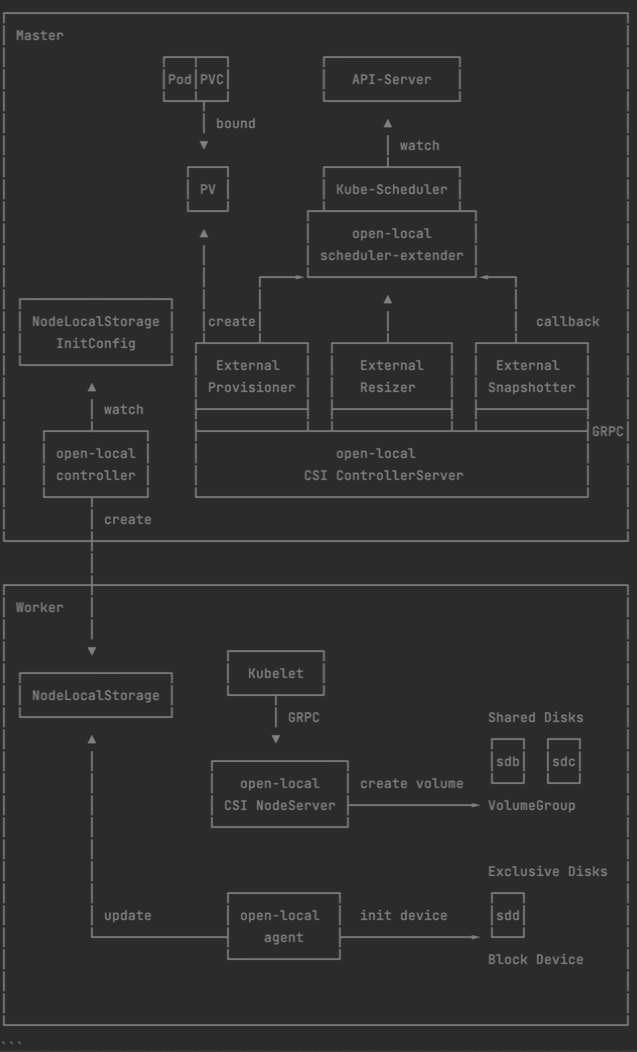 Master
Pod PVC
API-Server
bound
watch
PV
Kube-Scheduler
open-local
scheduler-extender
NodeLocalStorage
InitConfig
create
callback
External
Provisioner
External
Resizer
External
Snapshotter
watch
GRPC
open-local
controller
open-local
CSI ControllerServer
create
Worker
Kubelet
NodeLocalStorage
GRPC
Shared Disks
sdb
sdc
open-local
CSI NodeServer
create volume
VolumeGroup
Exclusive Disks
update
open-local
agent
init device
sdd
Block Device
```